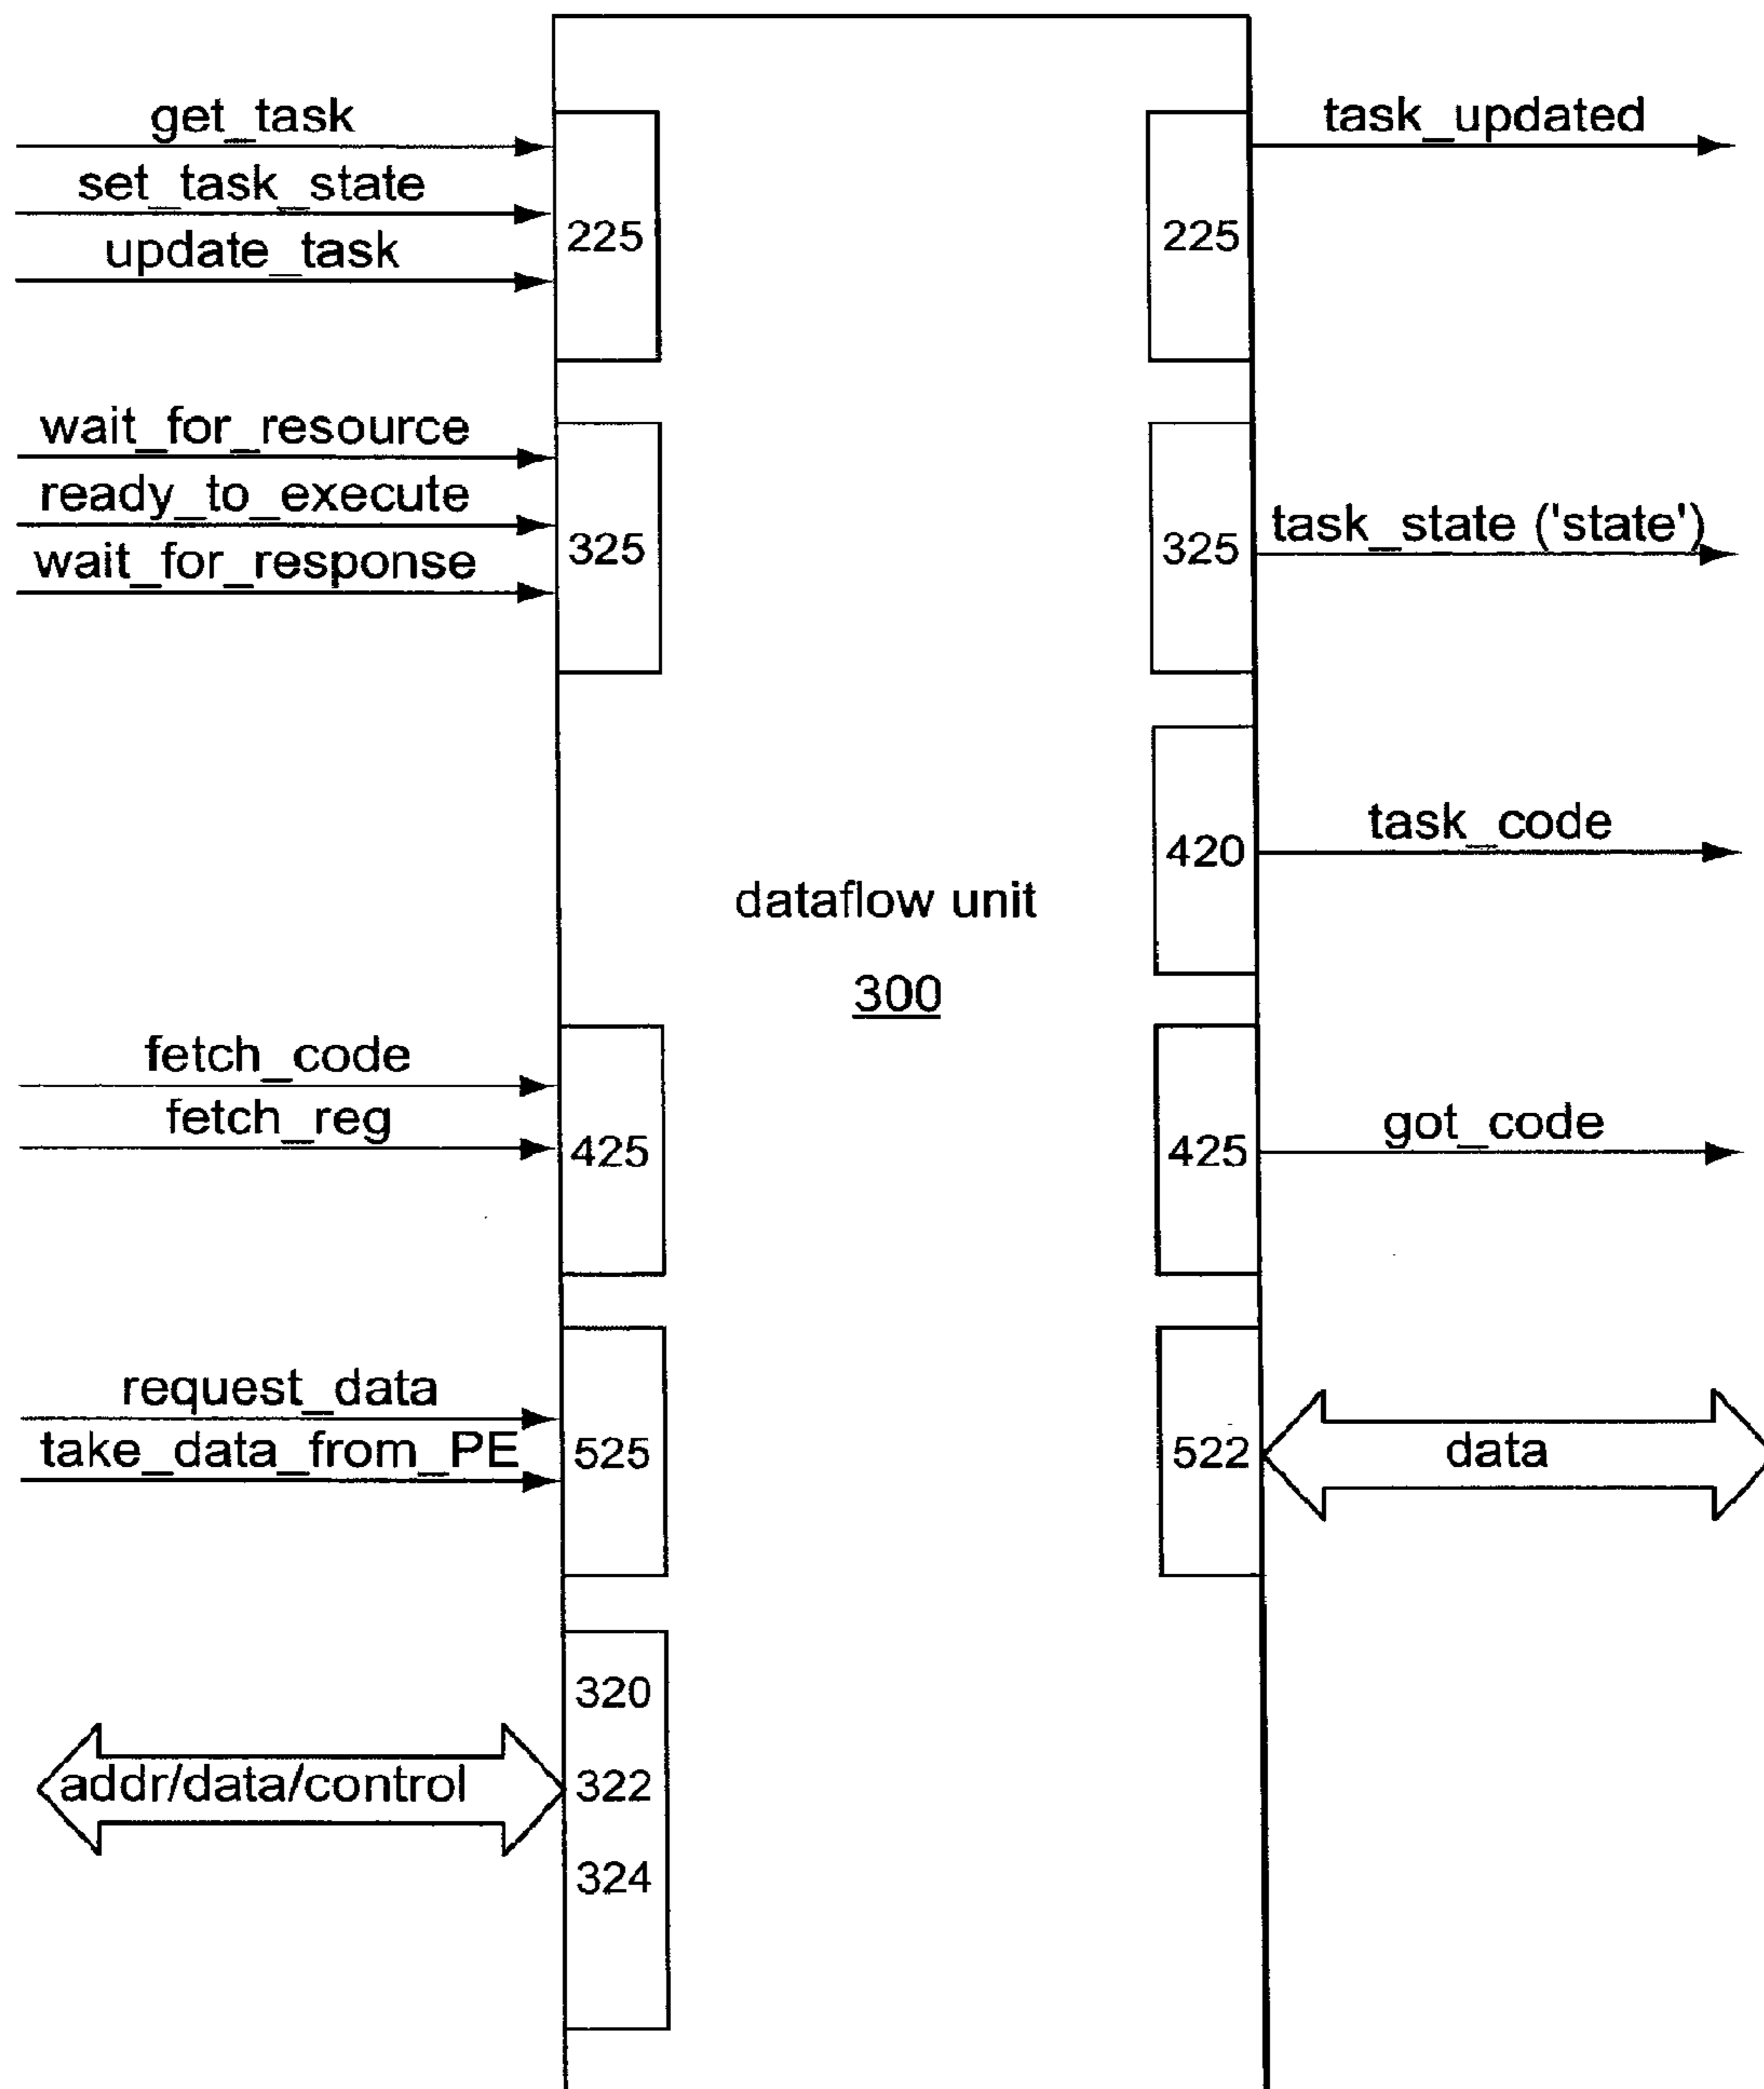 get_task
task_updated
set_task_state
225
225
update_task
wait_for_resource
ready_to_execute
task_state ('state')
325
325
wait_for_response
task_code
420
dataflow unit
300
fetch_code
fetch_reg
got_code
425
425
request_data
take_data_from_PE
525
522
data
320
addr/data/control
322
324